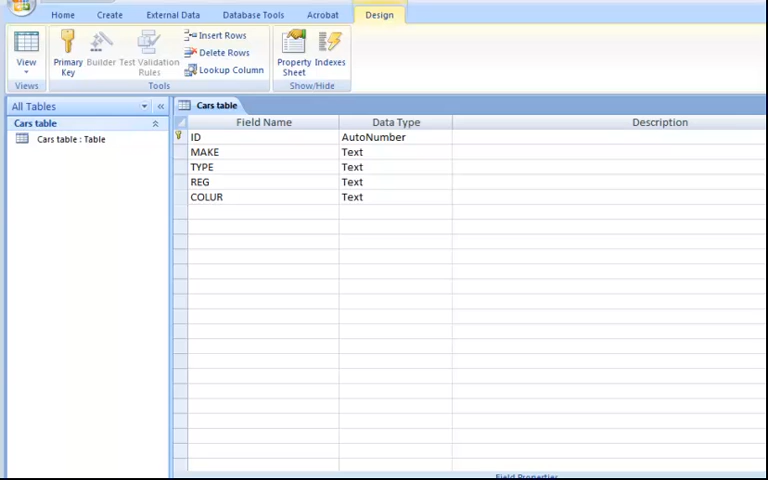 Home Create External Data Database Tools Acrobat Design
View Primary Key Builder Test Validation Rules Insert Rows Delete Rows Lookup Column Property Sheet Indexes
Views Tools Show/Hide
All Tables
Cars table
Cars table : Table
Cars table
Field Name Data Type Description
ID AutoNumber
MAKE Text
TYPE Text
REG Text
COLUR Text
Field Properties